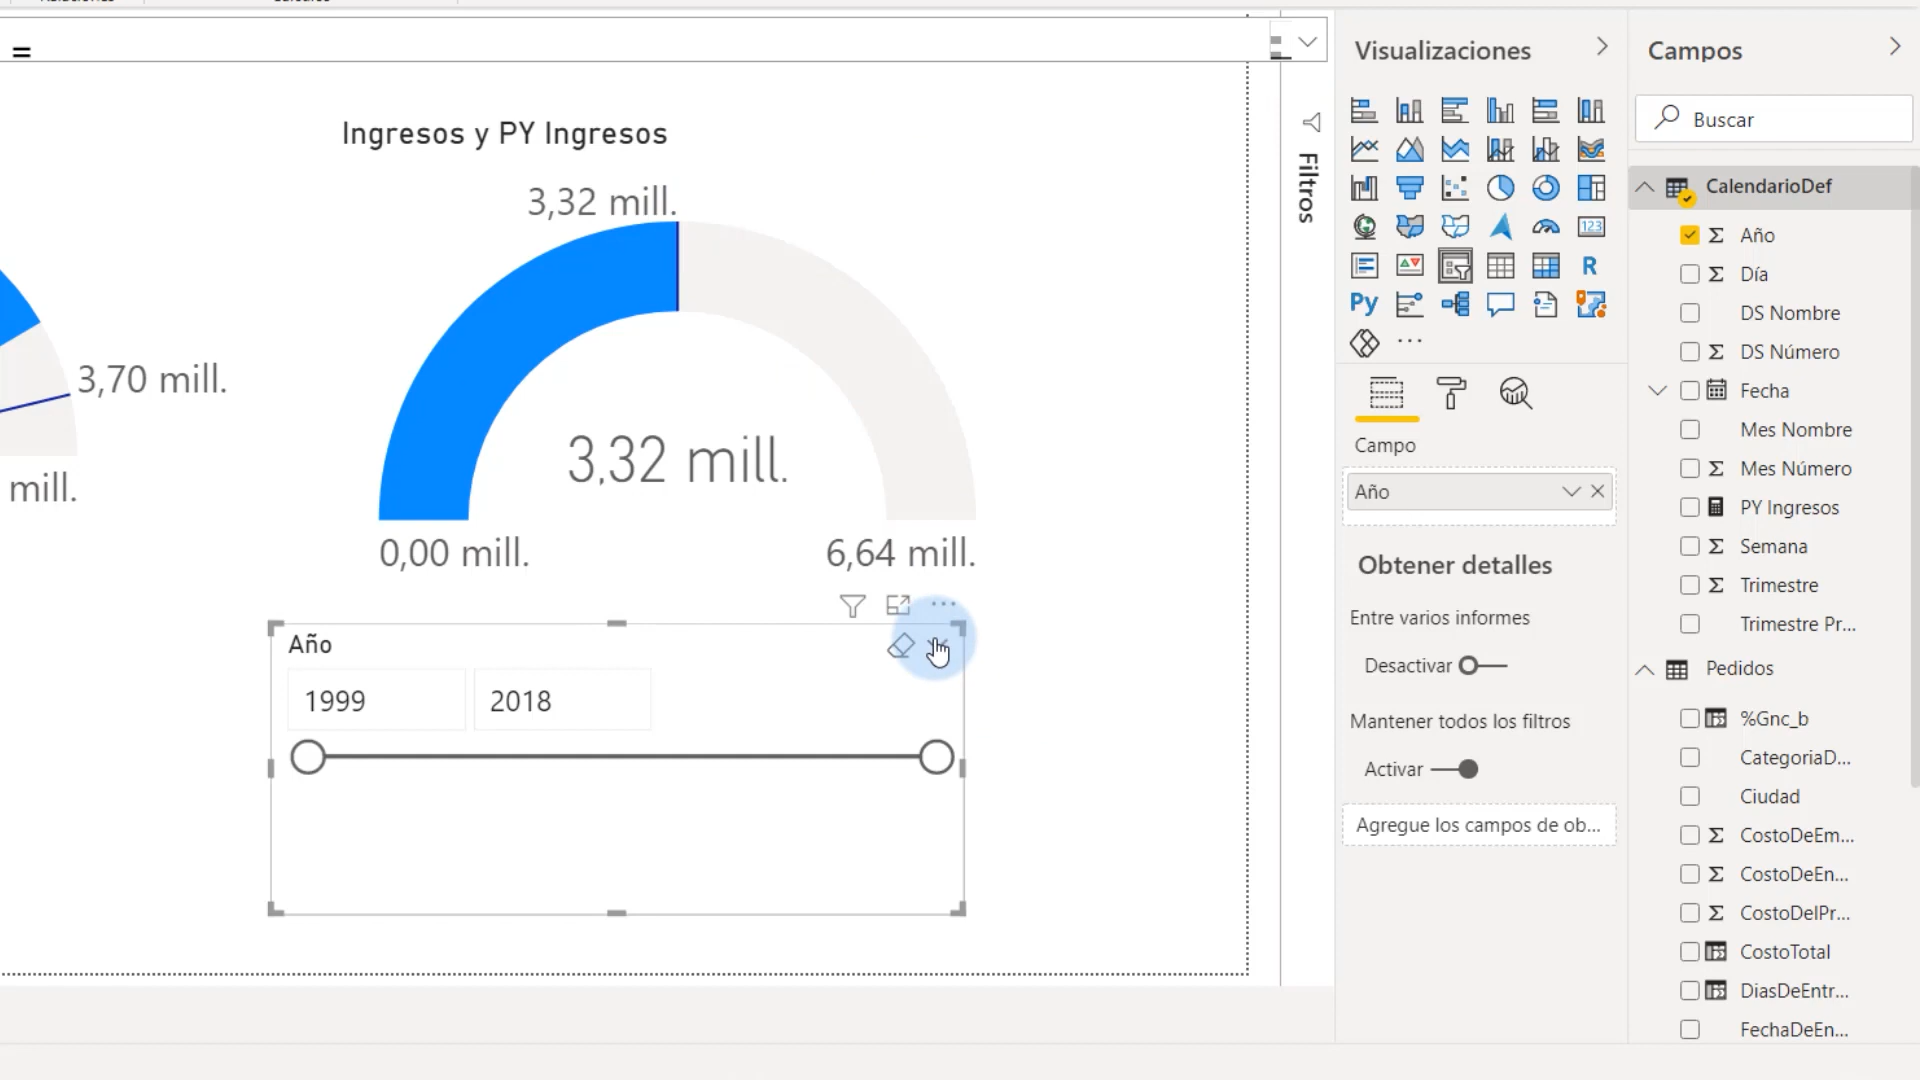 =
Ingresos y PY Ingresos
3,32 mill.
3,70 mill.
mill.
3,32 mill.
0,00 mill.
6,64 mill.
Año
1999
2018
Filtros
Visualizaciones
123
R
Py
Campo
Año
Obtener detalles
Entre varios informes
Desactivar
Mantener todos los filtros
Activar
Agregue los campos de ob...
Campos
Buscar
CalendarioDef
Σ Año
Σ Día
DS Nombre
Σ DS Número
Fecha
Mes Nombre
Σ Mes Número
PY Ingresos
Σ Semana
Σ Trimestre
Trimestre Pr...
Pedidos
%Gnc_b
CategoriaD...
Ciudad
Σ CostoDeEm...
Σ CostoDeEn...
Σ CostoDelPr...
CostoTotal
DiasDeEntr...
FechaDeEn...